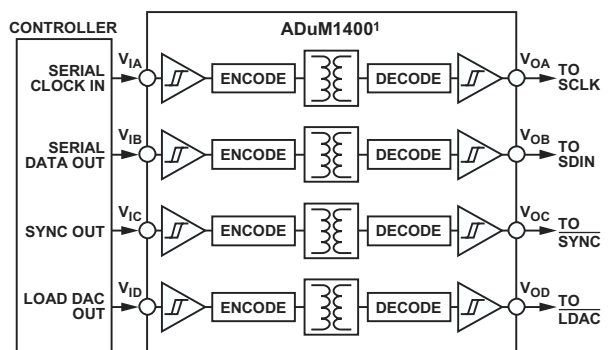 CONTROLLER
ADuM1400¹
SERIAL
CLOCK IN
V_IA
ENCODE
DECODE
V_OA
TO
SCLK
SERIAL
DATA OUT
V_IB
ENCODE
DECODE
V_OB
TO
SDIN
SYNC OUT
V_IC
ENCODE
DECODE
V_OC
TO
SYNC
LOAD DAC
OUT
V_ID
ENCODE
DECODE
V_OD
TO
LDAC